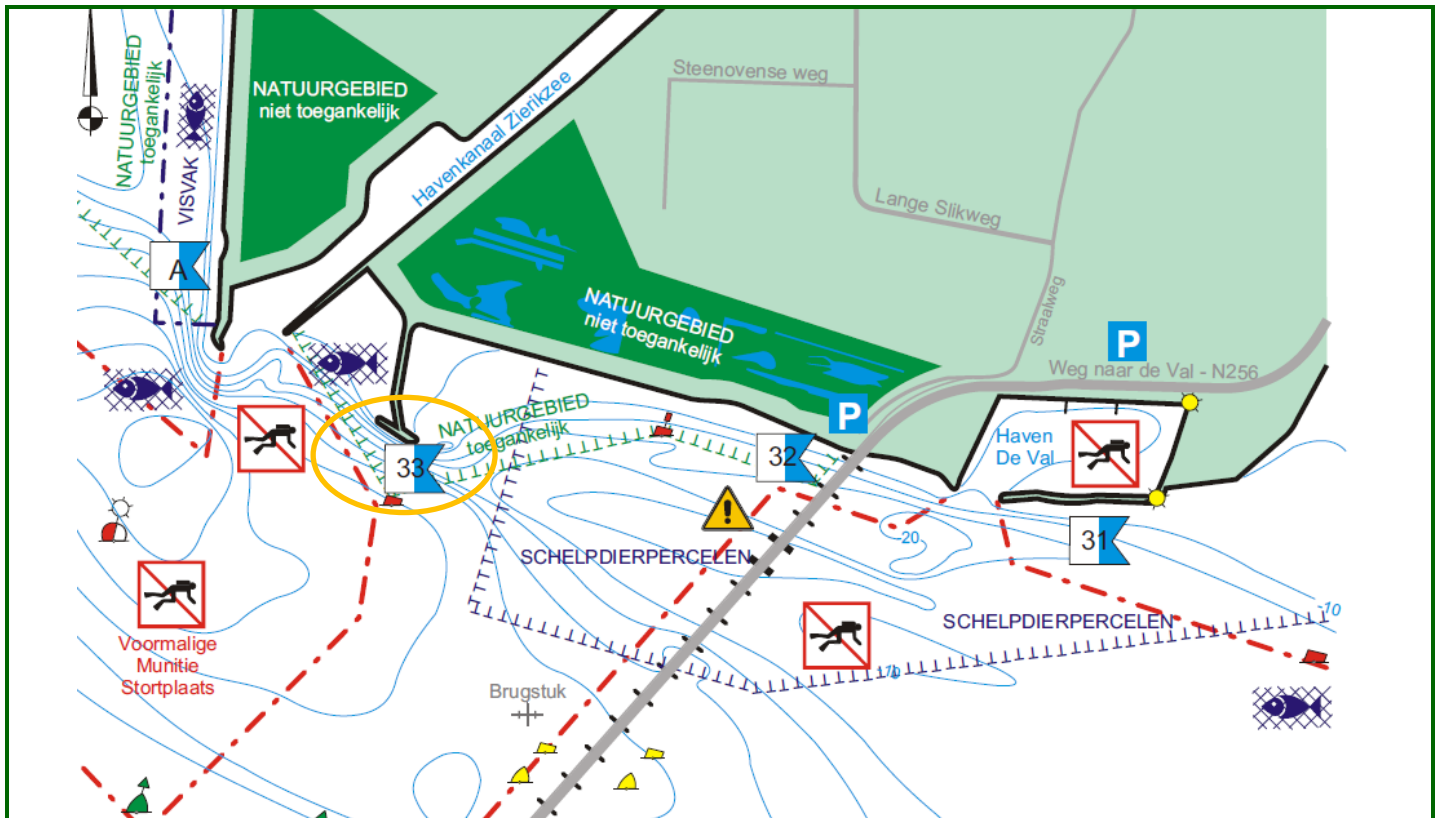 NATUURGEBIED
toegankelijk
VISVAK
NATUURGEBIED
niet toegankelijk
Havenkanaal Zierikzee
Steenovense weg
Lange Slikweg
Straalweg
A
NATUURGEBIED
niet toegankelijk
P
Weg naar de Val - N256
P
NATUURGEBIED
toegankelijk
33
32
Haven
De Val
31
-20
SCHELPDIERPERCELEN
SCHELPDIERPERCELEN
-10
Voormalige
Munitie
Stortplaats
Brugstuk